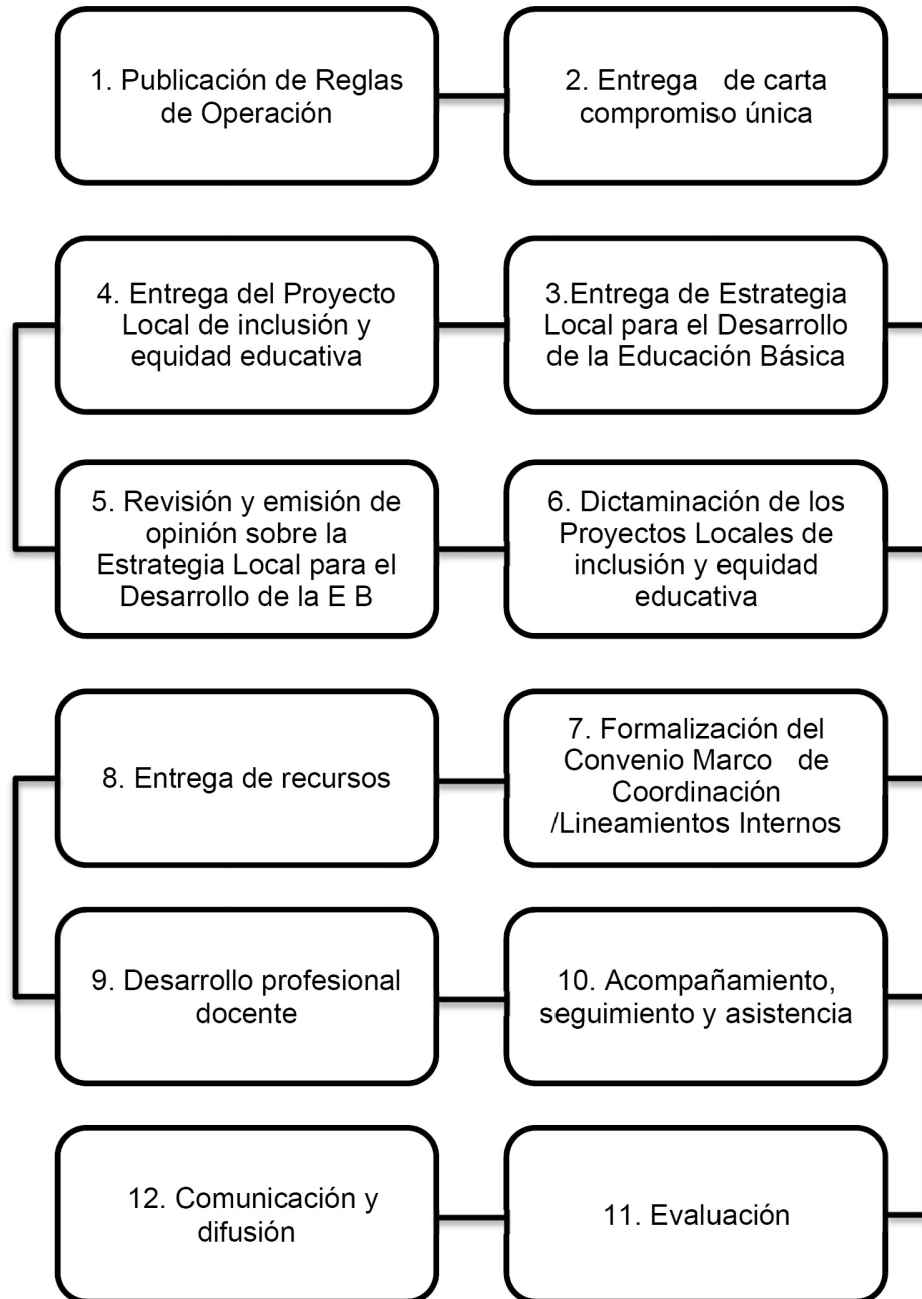 1. Publicación de Reglas
de Operación
2. Entrega de carta
compromiso única
3.Entrega de Estrategia
Local para el Desarrollo
de la Educación Básica
4. Entrega del Proyecto
Local de inclusión y
equidad educativa
5. Revisión y emisión de
opinión sobre la
Estrategia Local para el
Desarrollo de la E B
6. Dictaminación de los
Proyectos Locales de
inclusión y equidad
educativa
7. Formalización del
Convenio Marco de
Coordinación
/Lineamientos Internos
8. Entrega de recursos
9. Desarrollo profesional
docente
10. Acompañamiento,
seguimiento y asistencia
11. Evaluación
12. Comunicación y
difusión